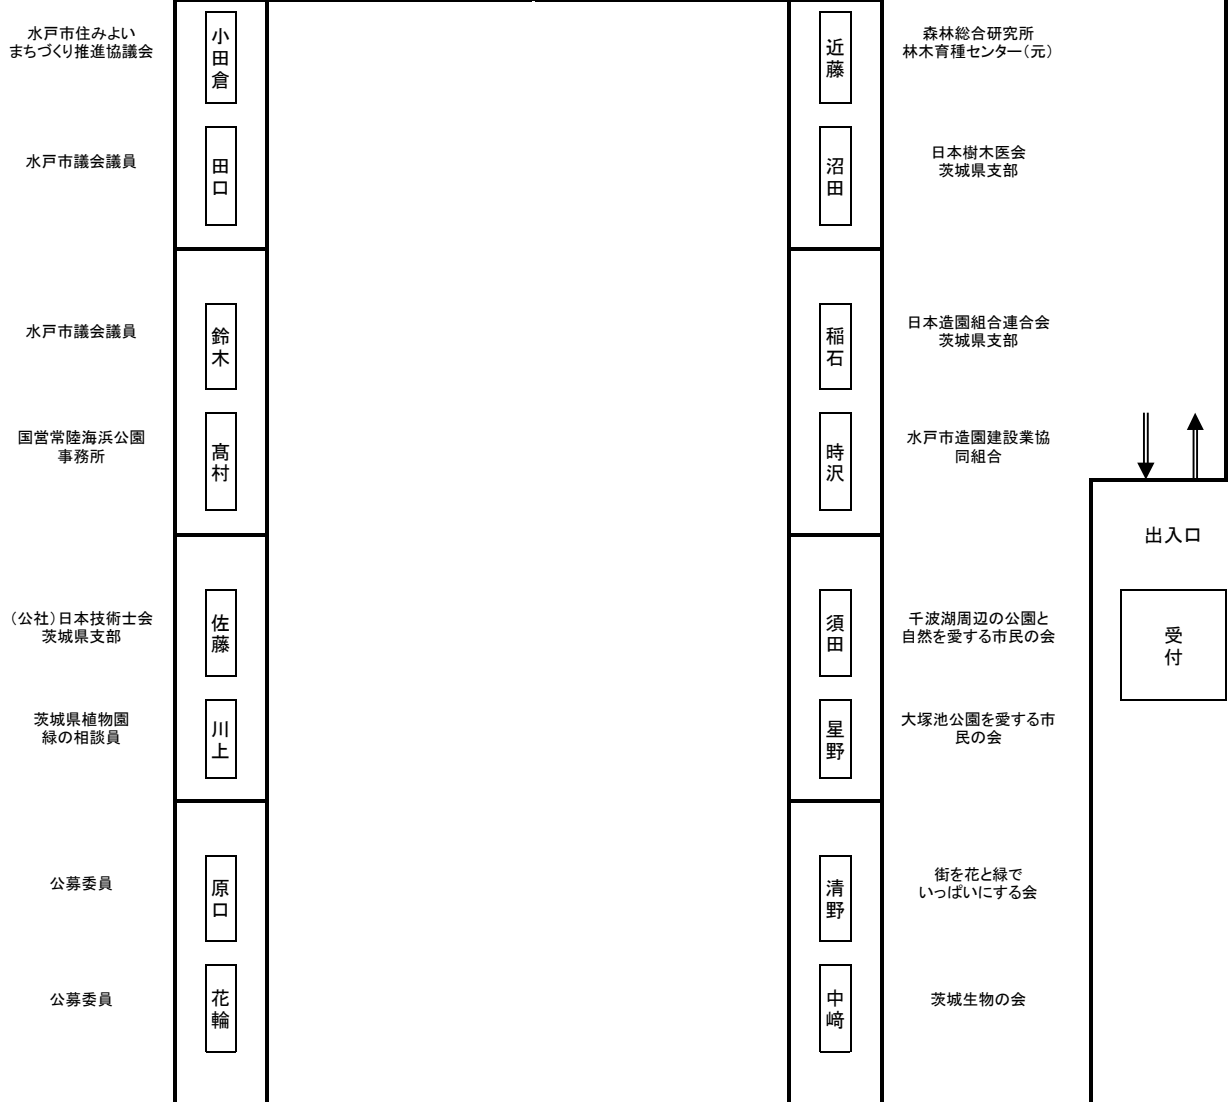 水戸市住みよい
まちづくり推進協議会
小田倉
近藤
森林総合研究所
林木育種センター(元)
水戸市議会議員
田口
沼田
日本樹木医会
茨城県支部
水戸市議会議員
鈴木
稲石
日本造園組合連合会
茨城県支部
国営常陸海浜公園
事務所
髙村
時沢
水戸市造園建設業協
同組合
出入口
(公社)日本技術士会
茨城県支部
佐藤
須田
千波湖周辺の公園と
自然を愛する市民の会
受付
茨城県植物園
緑の相談員
川上
星野
大塚池公園を愛する市
民の会
公募委員
原口
清野
街を花と緑で
いっぱいにする会
公募委員
花輪
中﨑
茨城生物の会